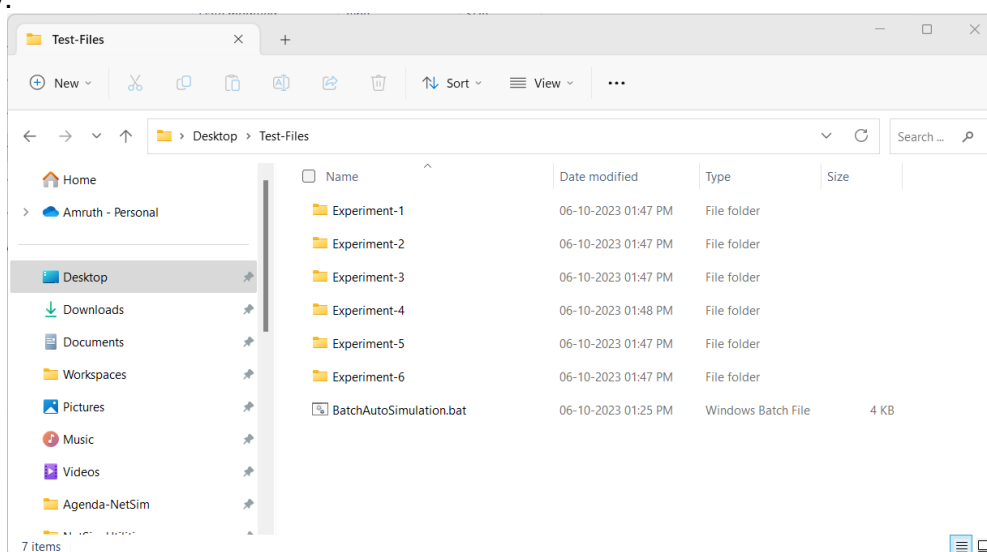 Test-Files
New
Sort
View
Desktop > Test-Files
Search ...
Home
Amruth - Personal
Desktop
Downloads
Documents
Workspaces
Pictures
Music
Videos
Agenda-NetSim
Name Date modified Type Size
Experiment-1 06-10-2023 01:47 PM File folder
Experiment-2 06-10-2023 01:47 PM File folder
Experiment-3 06-10-2023 01:47 PM File folder
Experiment-4 06-10-2023 01:48 PM File folder
Experiment-5 06-10-2023 01:47 PM File folder
Experiment-6 06-10-2023 01:47 PM File folder
BatchAutoSimulation.bat 06-10-2023 01:25 PM Windows Batch File 4 KB
7 items